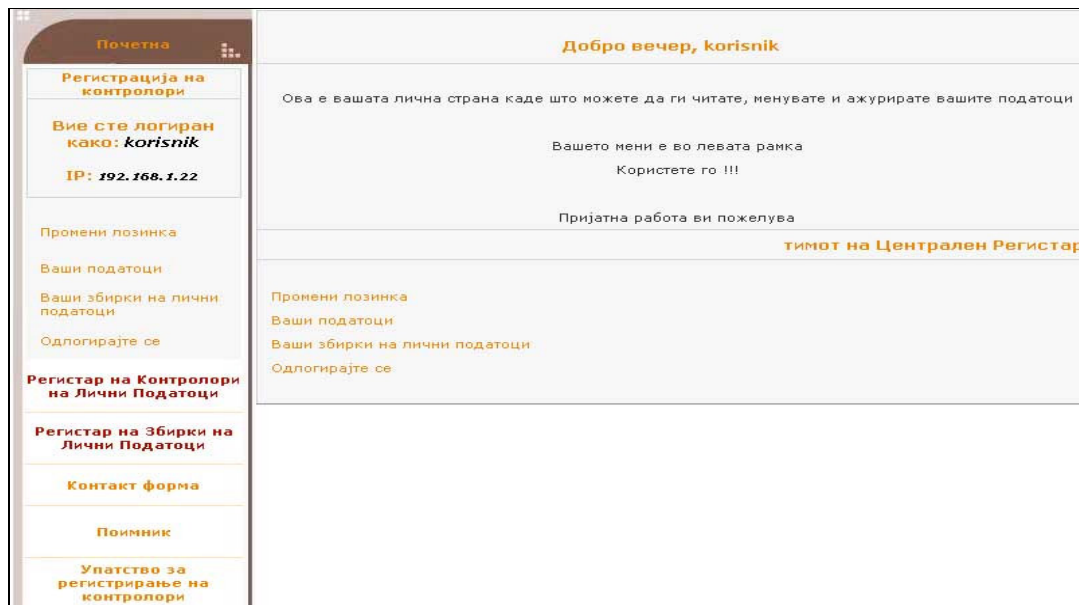 Почетна
Регистрација на
контролори
Вие сте логиран
како: korisnik
IP: 192.168.1.22
Промени лозинка
Ваши податоци
Ваши збирки на лични
податоци
Одлогирајте се
Регистар на Контролори
на Лични Податоци
Регистар на Збирки на
Лични Податоци
Контакт форма
Поимник
Упатство за
регистрирање на
контролори
Добро вечер, korisnik
Ова е вашата лична страна каде што можете да ги читате, менувате и ажурирате вашите податоци
Вашето мени е во левата рамка
Користете го !!!
Пријатна работа ви пожелува
тимот на Централен Регистар
Промени лозинка
Ваши податоци
Ваши збирки на лични податоци
Одлогирајте се